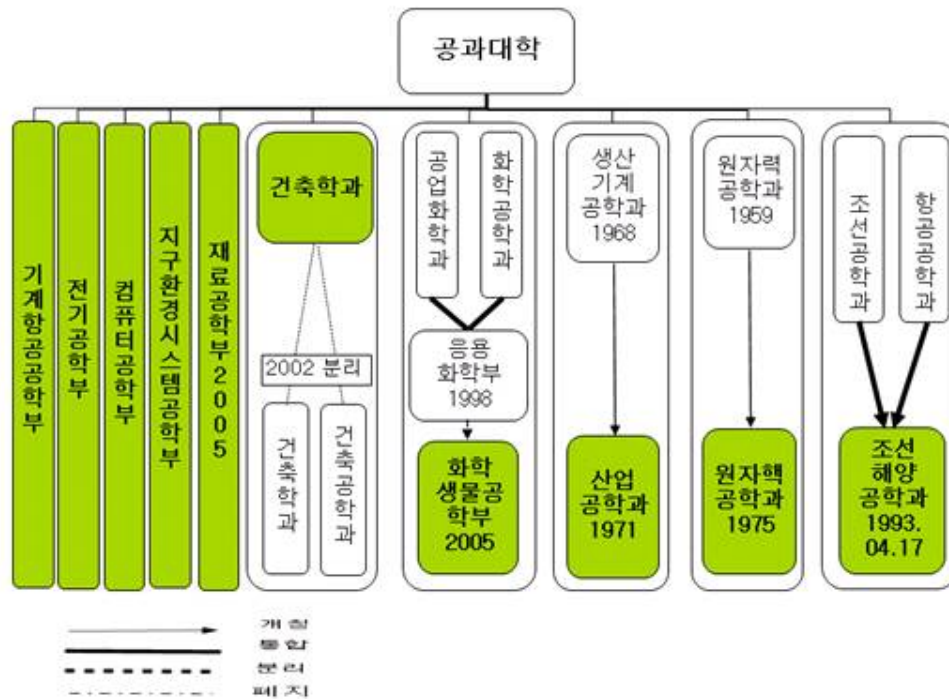 공과대학
기계항공공학부
전기공학부
컴퓨터공학부
지구환경시스템공학부
재료공학부2005
건축학과
2002 분리
건축학과
건축공학과
공업화학과
화학공학과
응용
화학부
1998
화학
생물공
학부
2005
생산
기계
공학과
1968
산업
공학과
1971
원자력
공학과
1959
원자핵
공학과
1975
조선공학과
항공공학과
조선
해양
공학과
1993.
04.17
개칭
통합
분리
폐지